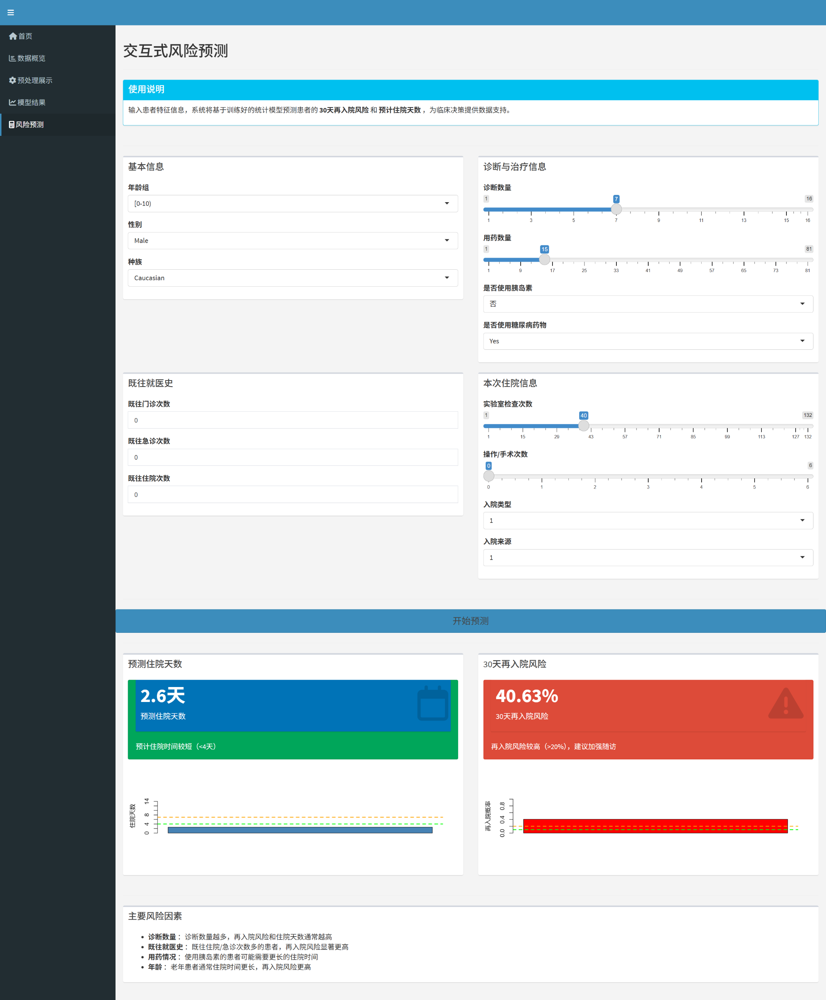 首页
数据概览
预处理展示
模型结果
风险预测
交互式风险预测
使用说明
输入患者特征信息，系统将基于训练好的统计模型预测患者的 30天再入院风险 和 预计住院天数 ，为临床决策提供数据支持。
基本信息
年龄组
[0-10)
性别
Male
种族
Caucasian
诊断与治疗信息
诊断数量
1 7 16
1 3 5 7 9 11 13 15 16
用药数量
1 15 81
1 9 17 25 33 41 49 57 65 73 81
是否使用胰岛素
否
是否使用糖尿病药物
Yes
既往就医史
既往门诊次数
0
既往急诊次数
0
既往住院次数
0
本次住院信息
实验室检查次数
1 40 132
1 15 29 43 57 71 85 99 113 127 132
操作/手术次数
0 6
0 1 2 3 4 5 6
入院类型
1
入院来源
1
开始预测
预测住院天数
2.6天
预测住院天数
预计住院时间较短（<4天）
住院天数
0 4 8 14
30天再入院风险
40.63%
30天再入院风险
再入院风险较高（>20%），建议加强随访
再入院概率
0.0 0.4 0.8
主要风险因素
• 诊断数量： 诊断数量越多，再入院风险和住院天数通常越高
• 既往就医史： 既往住院/急诊次数多的患者，再入院风险显著更高
• 用药情况： 使用胰岛素的患者可能需要更长的住院时间
• 年龄： 老年患者通常住院时间更长，再入院风险更高